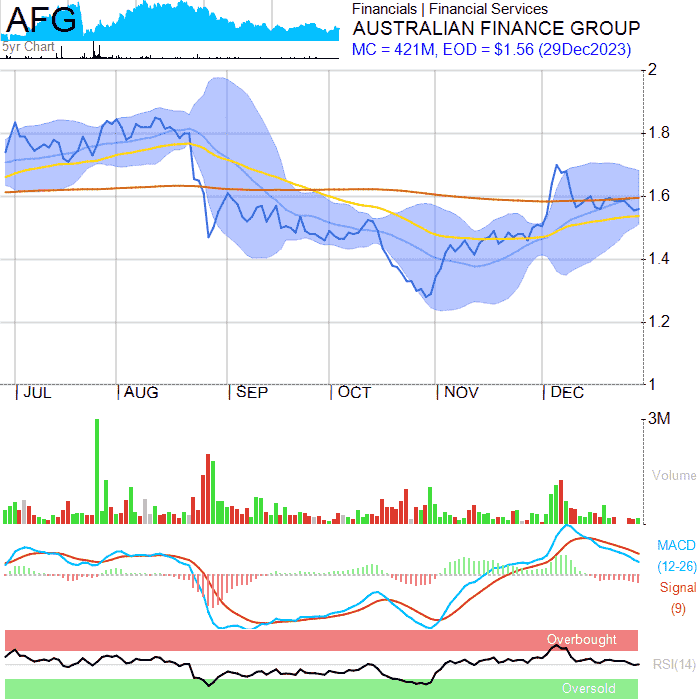 AFG
5yr Chart
Financials | Financial Services
AUSTRALIAN FINANCE GROUP
MC = 421M, EOD = $1.56 (29Dec2023)
2
1.8
1.6
1.4
1.2
1
JUL AUG SEP OCT NOV DEC
3M
Volume
MACD
(12-26)
Signal
(9)
Overbought
RSI(14)
Oversold